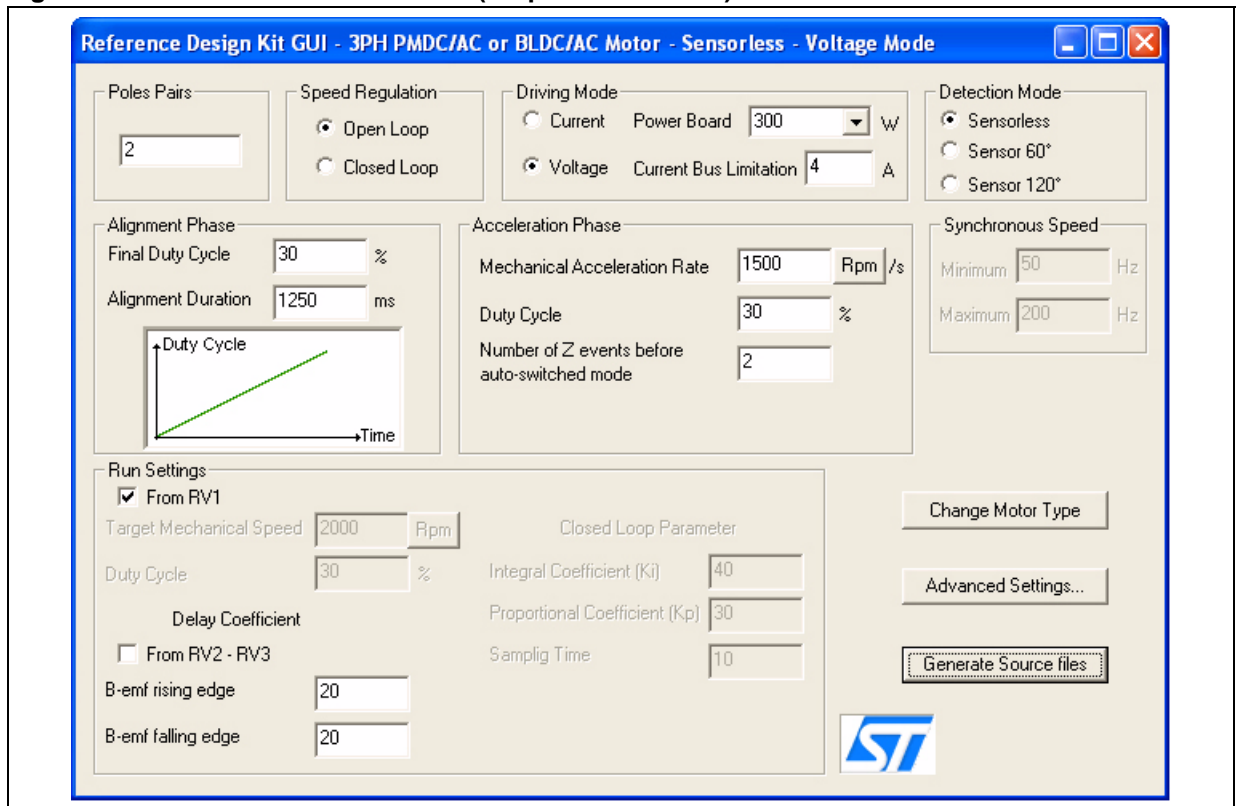 Reference Design Kit GUI - 3PH PMDC/AC or BLDC/AC Motor - Sensorless - Voltage Mode
Poles Pairs
2
Speed Regulation
Open Loop
Closed Loop
Driving Mode
Current Power Board 300 W
Voltage Current Bus Limitation 4 A
Detection Mode
Sensorless
Sensor 60°
Sensor 120°
Alignment Phase
Final Duty Cycle 30 %
Alignment Duration 1250 ms
Duty Cycle
Time
Acceleration Phase
Mechanical Acceleration Rate 1500 Rpm /s
Duty Cycle 30 %
Number of Z events before
auto-switched mode 2
Synchronous Speed
Minimum 50 Hz
Maximum 200 Hz
Run Settings
From RV1
Target Mechanical Speed 2000 Rpm
Duty Cycle 30 %
Delay Coefficient
From RV2 - RV3
B-emf rising edge 20
B-emf falling edge 20
Closed Loop Parameter
Integral Coefficient (Ki) 40
Proportional Coefficient (Kp) 30
Samplig Time 10
Change Motor Type
Advanced Settings...
Generate Source files
ST